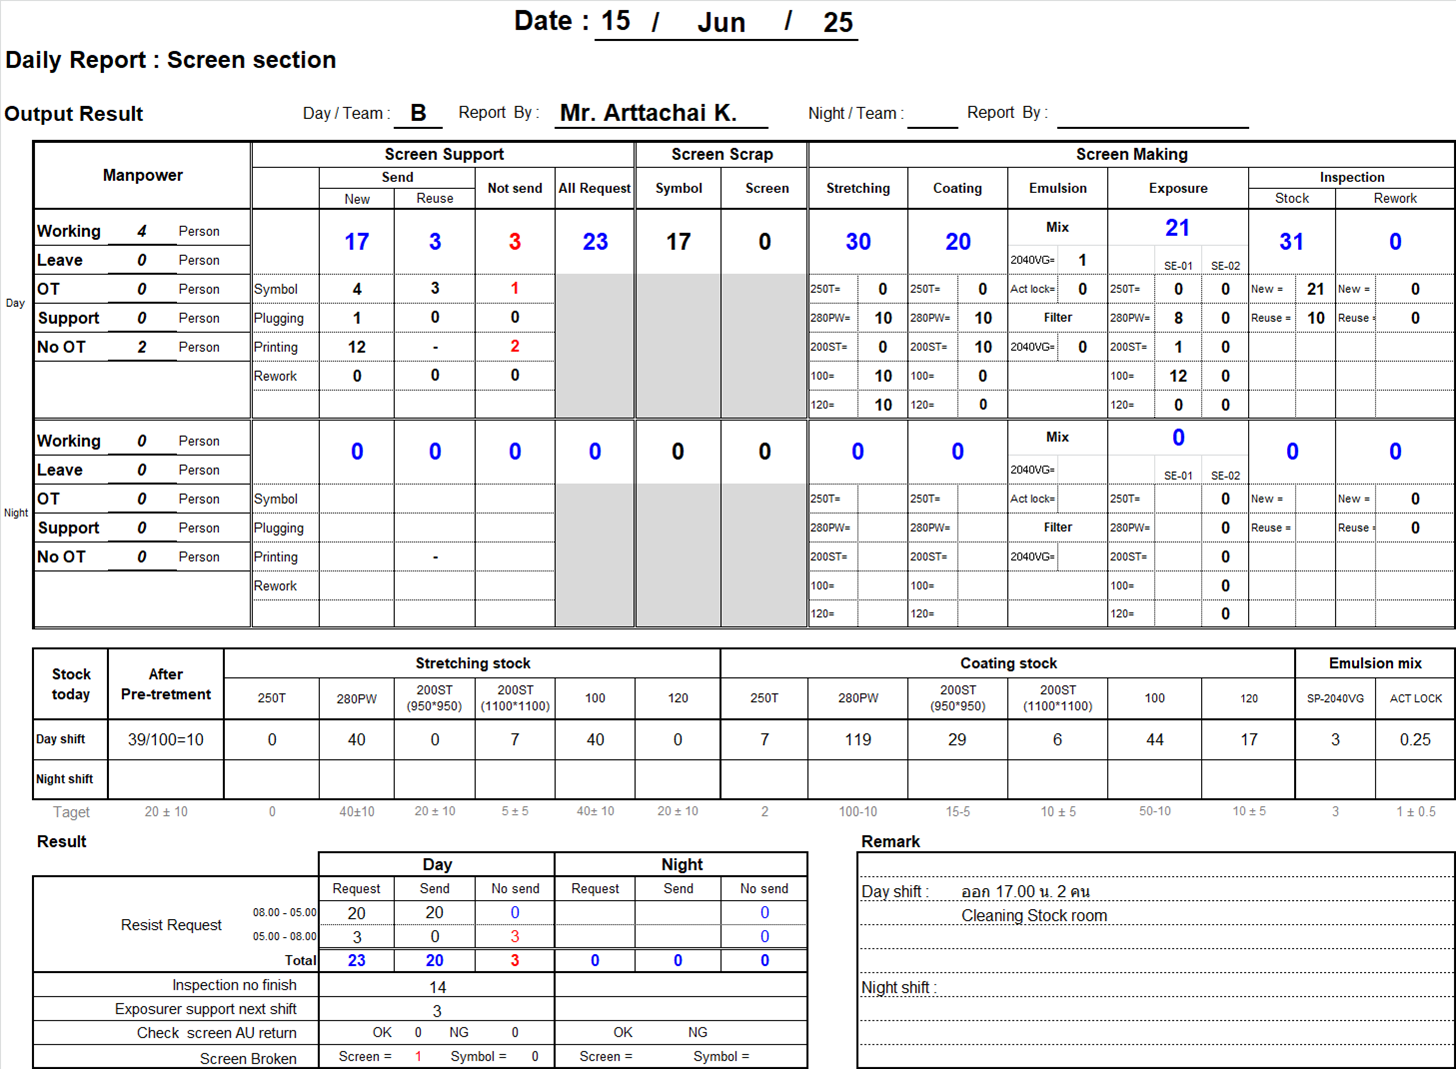 Date : 15 / Jun / 25
Daily Report : Screen section
Output Result Day / Team : B Report By : Mr. Arttachai K. Night / Team : Report By :
Manpower Screen Support Screen Scrap Screen Making
Send Not send All Request Symbol Screen Stretching Coating Emulsion Exposure Inspection
New Reuse Stock Rework
Day
Working 4 Person 17 3 3 23 17 0 30 20 Mix 21 31 0
Leave 0 Person 2040VG= 1 SE-01 SE-02
OT 0 Person Symbol 4 3 1 250T= 0 250T= 0 Act lock= 0 250T= 0 0 New = 21 New = 0
Support 0 Person Plugging 1 0 0 280PW= 10 280PW= 10 Filter 280PW= 8 0 Reuse = 10 Reuse = 0
No OT 2 Person Printing 12 - 2 200ST= 0 200ST= 10 2040VG= 0 200ST= 1 0
Rework 0 0 0 100= 10 100= 0 100= 12 0
120= 10 120= 0 120= 0 0
Night
Working 0 Person 0 0 0 0 0 0 0 0 Mix 0 0 0
Leave 0 Person 2040VG= SE-01 SE-02
OT 0 Person Symbol 250T= 250T= Act lock= 250T= 0 New = New = 0
Support 0 Person Plugging 280PW= 280PW= Filter 280PW= 0 Reuse = Reuse = 0
No OT 0 Person Printing - 200ST= 200ST= 2040VG= 200ST= 0
Rework 100= 100= 100= 0
120= 120= 120= 0
Stock today After Pre-tretment Stretching stock Coating stock Emulsion mix
250T 280PW 200ST (950*950) 200ST (1100*1100) 100 120 250T 280PW 200ST (950*950) 200ST (1100*1100) 100 120 SP-2040VG ACT LOCK
Day shift 39/100=10 0 40 0 7 40 0 7 119 29 6 44 17 3 0.25
Night shift
Taget 20 ± 10 0 40±10 20 ± 10 5 ± 5 40± 10 20 ± 10 2 100-10 15-5 10 ± 5 50-10 10 ± 5 3 1 ± 0.5
Result
Day Night
Request Send No send Request Send No send
Resist Request
08.00 - 05.00 20 20 0 0
05.00 - 08.00 3 0 3 0
Total 23 20 3 0 0 0
Inspection no finish 14
Exposurer support next shift 3
Check screen AU return OK 0 NG 0 OK NG
Screen Broken Screen = 1 Symbol = 0 Screen = Symbol =
Remark
Day shift : ออก 17.00 น. 2 คน
Cleaning Stock room
Night shift :